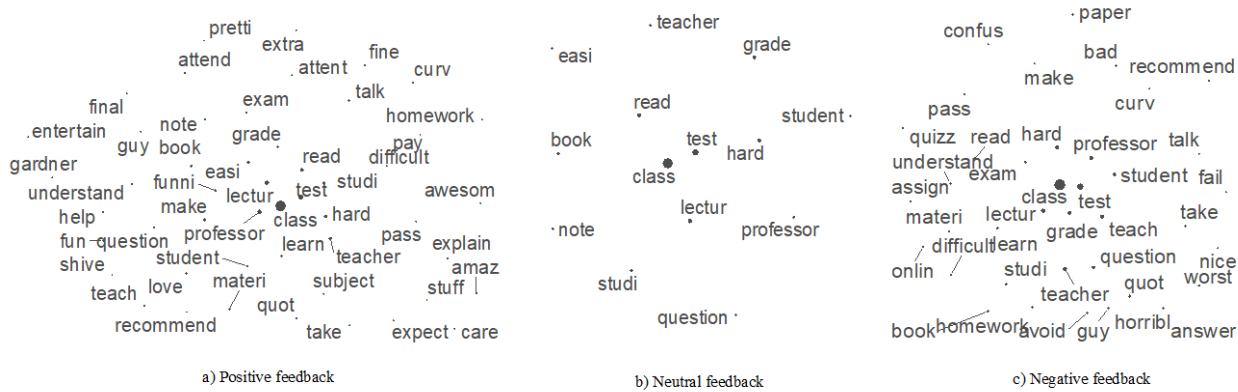 pretti
extra
attend
attent
fine
curv
final
exam
talk
entertain
note
grade
homework
guy
book
pay
gardner
easi
read
difficult
understand
funni
lectur
test
studi
awesom
help
make
class
hard
fun
question
professor
learn
pass
explain
shive
student
teacher
amaz
teach
love
materi
subject
stuff
recommend
quot
take
expect
care
a) Positive feedback
teacher
easi
grade
read
student
book
test
hard
class
lectur
note
professor
studi
question
b) Neutral feedback
paper
confus
bad
make
recommend
pass
curv
quizz
read
hard
professor
talk
understand
exam
student
fail
assign
class
test
materi
lectur
take
grade
teach
difficult
learn
onlin
studi
question
nice
teacher
quot
worst
book
homework
avoid
guy
horribl
answer
c) Negative feedback